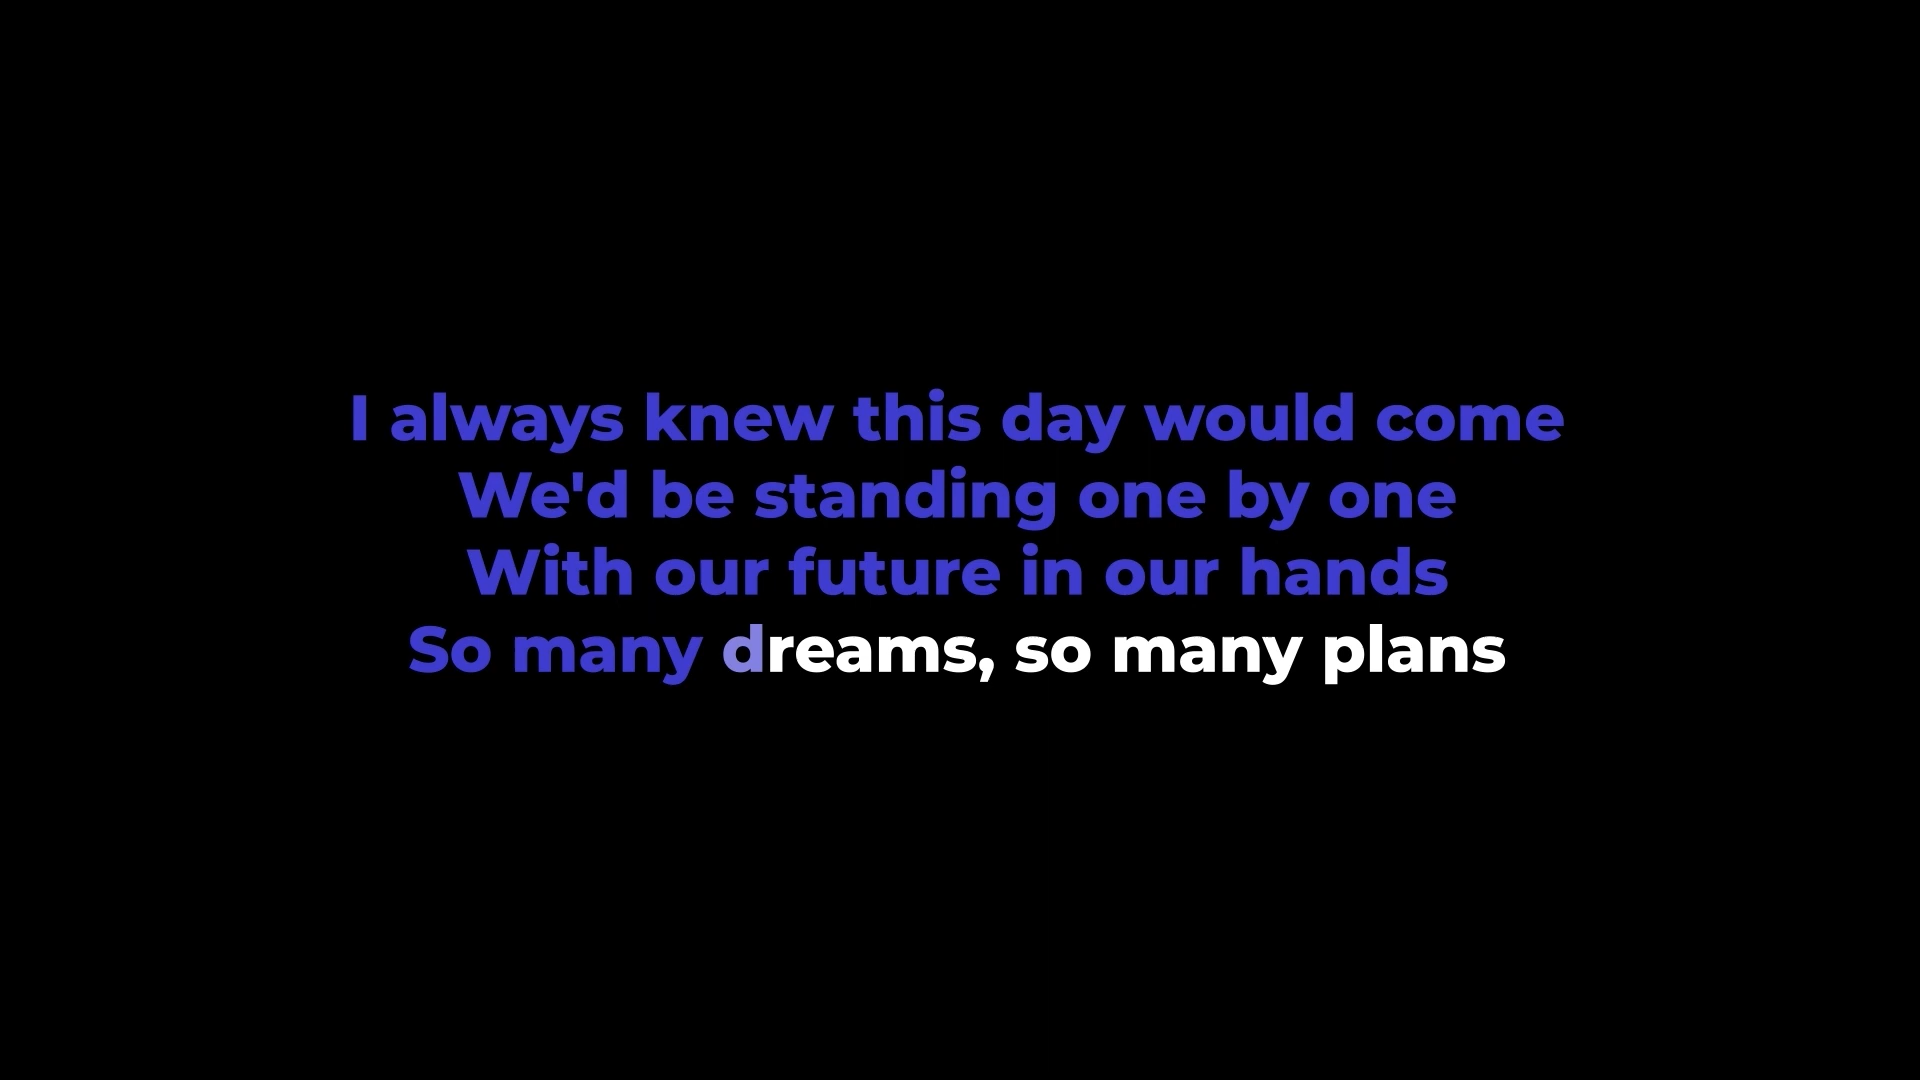 I always knew this day would come
We'd be standing one by one
With our future in our hands
So many dreams, so many plans